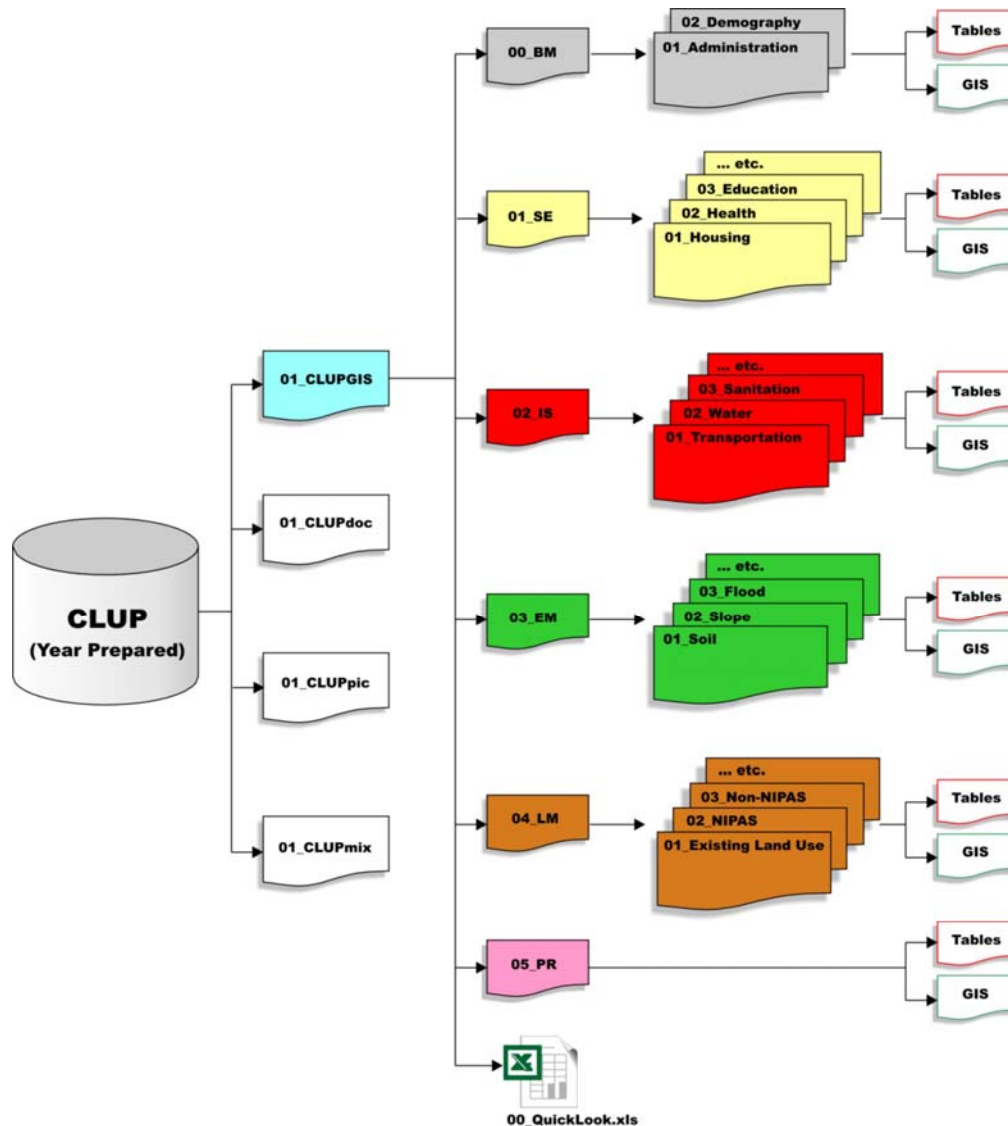 02_Demography
01_Administration
00_BM
Tables
GIS
... etc.
03_Education
02_Health
01_Housing
01_SE
Tables
GIS
01_CLUPGIS
... etc.
03_Sanitation
02_Water
01_Transportation
02_IS
Tables
GIS
01_CLUPdoc
CLUP
(Year Prepared)
... etc.
03_Flood
02_Slope
01_Soil
03_EM
Tables
GIS
01_CLUPpic
... etc.
03_Non-NIPAS
02_NIPAS
01_Existing Land Use
04_LM
Tables
GIS
01_CLUPmix
05_PR
Tables
GIS
X
00_QuickLook.xls